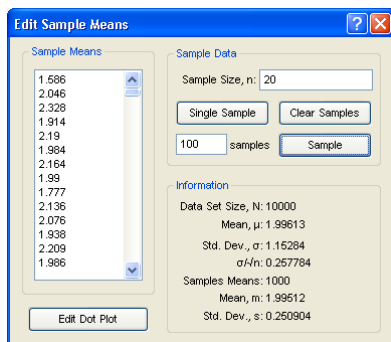 Edit Sample Means
Sample Means
1.586
2.046
2.328
1.914
2.19
1.984
2.164
1.99
1.777
2.136
2.076
1.938
2.209
1.986
Edit Dot Plot
Sample Data
Sample Size, n: 20
Single Sample Clear Samples
100 samples Sample
Information
Data Set Size, N: 10000
Mean, μ: 1.99613
Std. Dev., σ: 1.15284
σ/√n: 0.257784
Samples Means: 1000
Mean, m: 1.99512
Std. Dev., s: 0.250904